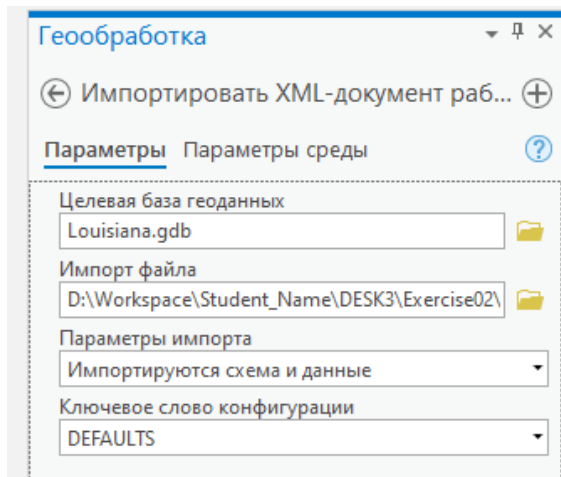 Геообработка
Импортировать XML-документ раб...
Параметры Параметры среды
Целевая база геоданных
Louisiana.gdb
Импорт файла
D:\Workspace\Student_Name\DESK3\Exercise02\
Параметры импорта
Импортируются схема и данные
Ключевое слово конфигурации
DEFAULTS